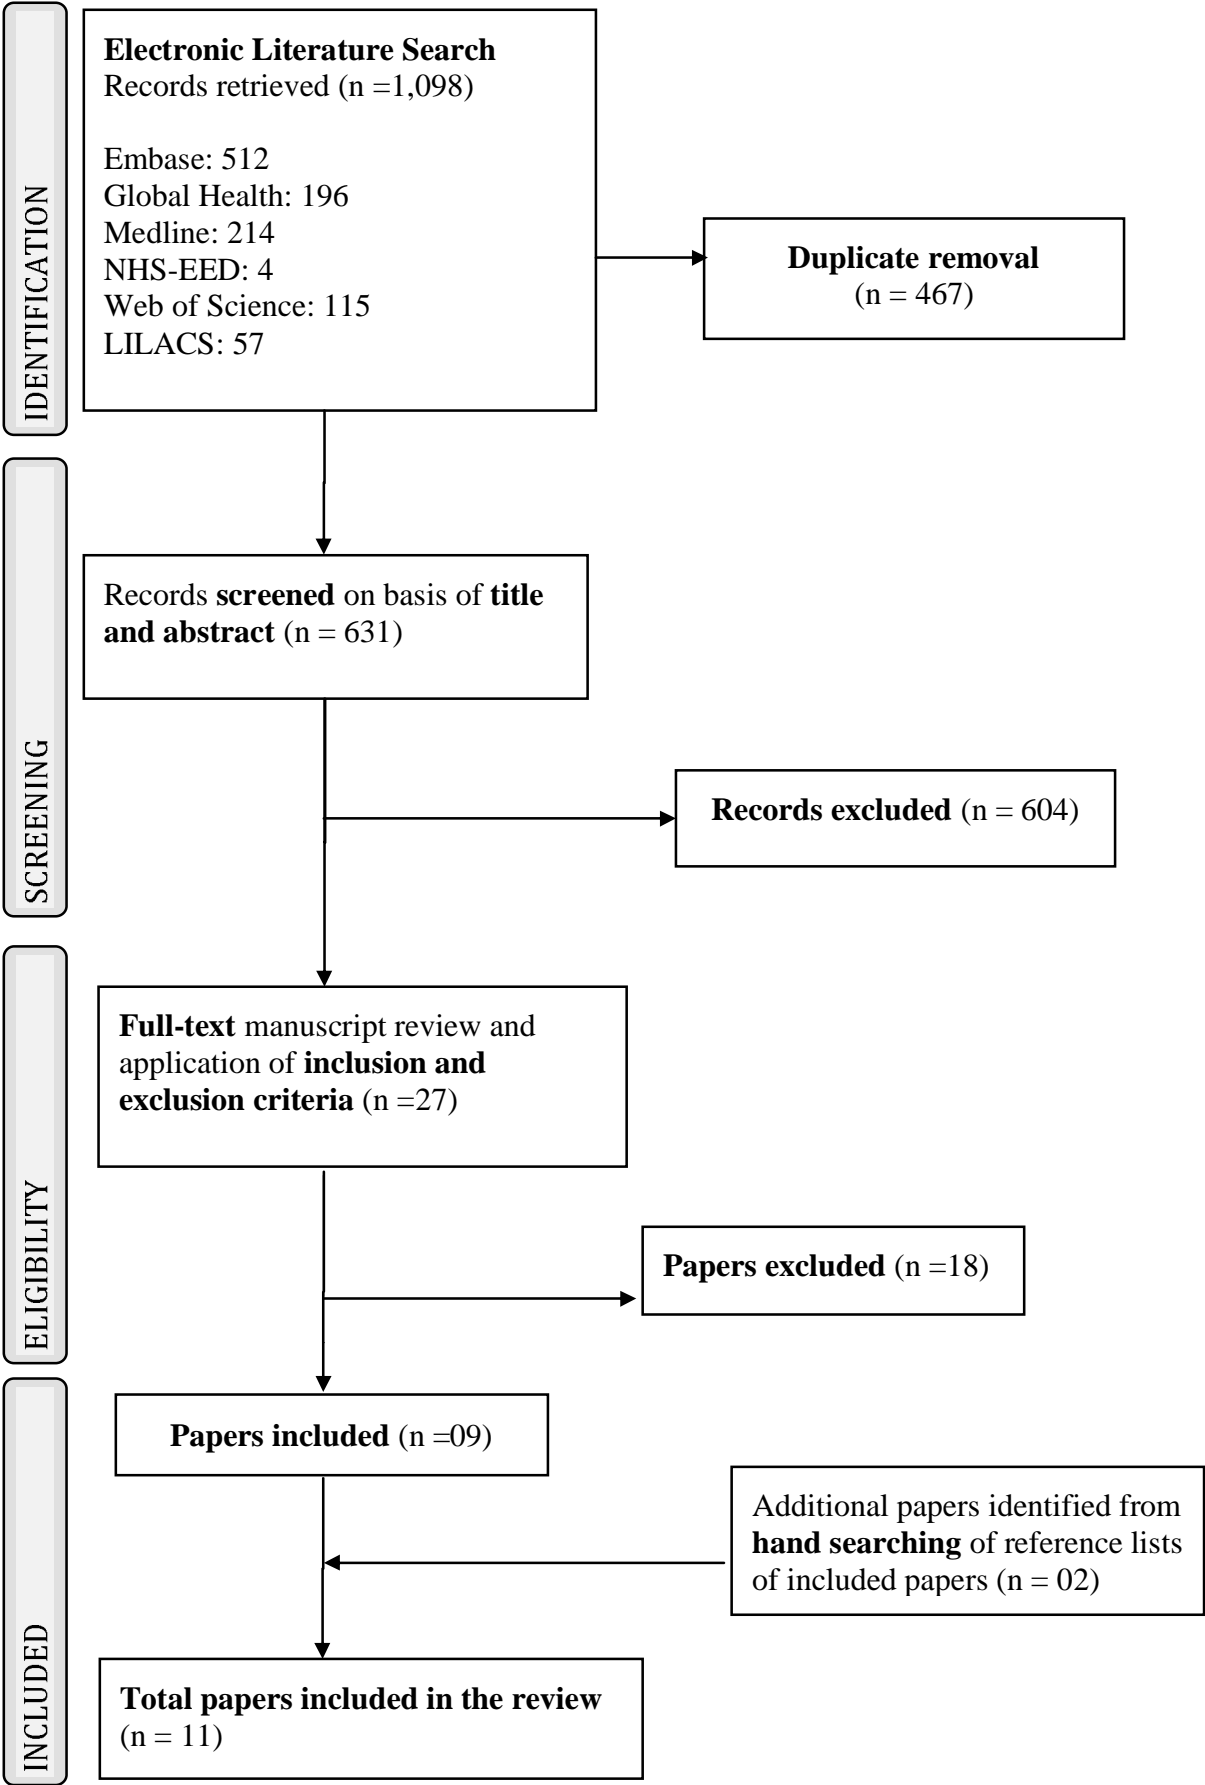 IDENTIFICATION
Electronic Literature Search
Records retrieved (n =1,098)
Embase: 512
Global Health: 196
Medline: 214
NHS-EED: 4
Web of Science: 115
LILACS: 57
Duplicate removal
(n = 467)
SCREENING
Records screened on basis of title
and abstract (n = 631)
Records excluded (n = 604)
ELIGIBILITY
Full-text manuscript review and
application of inclusion and
exclusion criteria (n =27)
Papers excluded (n =18)
INCLUDED
Papers included (n =09)
Additional papers identified from
hand searching of reference lists
of included papers (n = 02)
Total papers included in the review
(n = 11)